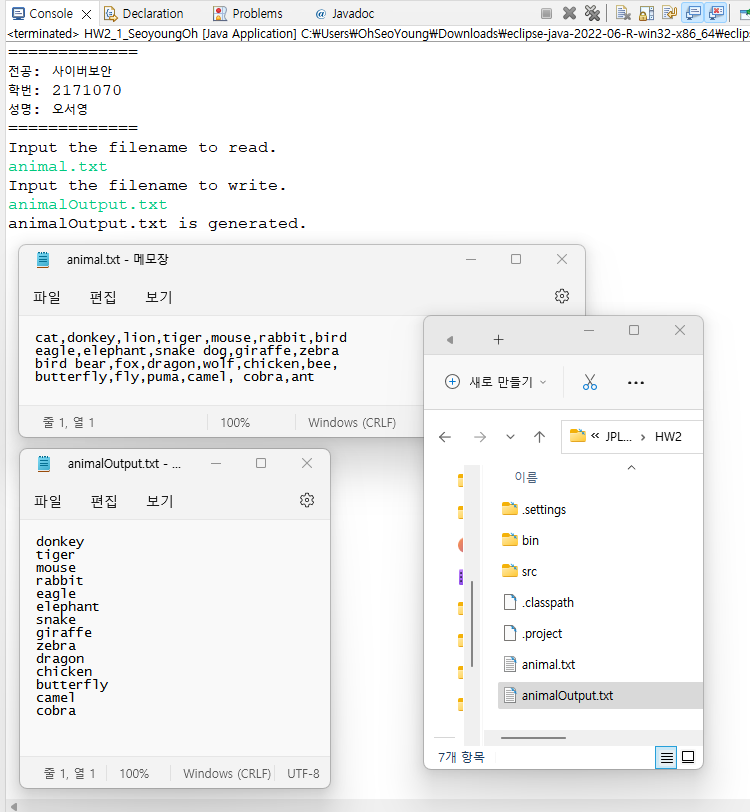 Console Declaration Problems @ Javadoc
<terminated> HW2_1_SeoyoungOh [Java Application] C:₩Users₩OhSeoYoung₩Downloads₩eclipse-java-2022-06-R-win32-x86_64₩eclip
=============
전공: 사이버보안
학번: 2171070
성명: 오서영
=============
Input the filename to read.
animal.txt
Input the filename to write.
animalOutput.txt
animalOutput.txt is generated.
animal.txt - 메모장
파일 편집 보기
cat,donkey,lion,tiger,mouse,rabbit,bird
eagle,elephant,snake dog,giraffe,zebra
bird bear,fox,dragon,wolf,chicken,bee,
butterfly,fly,puma,camel, cobra,ant
줄 1, 열 1 100% Windows (CRLF)
animalOutput.txt - ...
파일 편집 보기
donkey
tiger
mouse
rabbit
eagle
elephant
snake
giraffe
zebra
dragon
chicken
butterfly
camel
cobra
줄 1, 열 1 100% Windows (CRLF) UTF-8
새로 만들기
« JPL... > HW2
이름
.settings
bin
src
.classpath
.project
animal.txt
animalOutput.txt
7개 항목